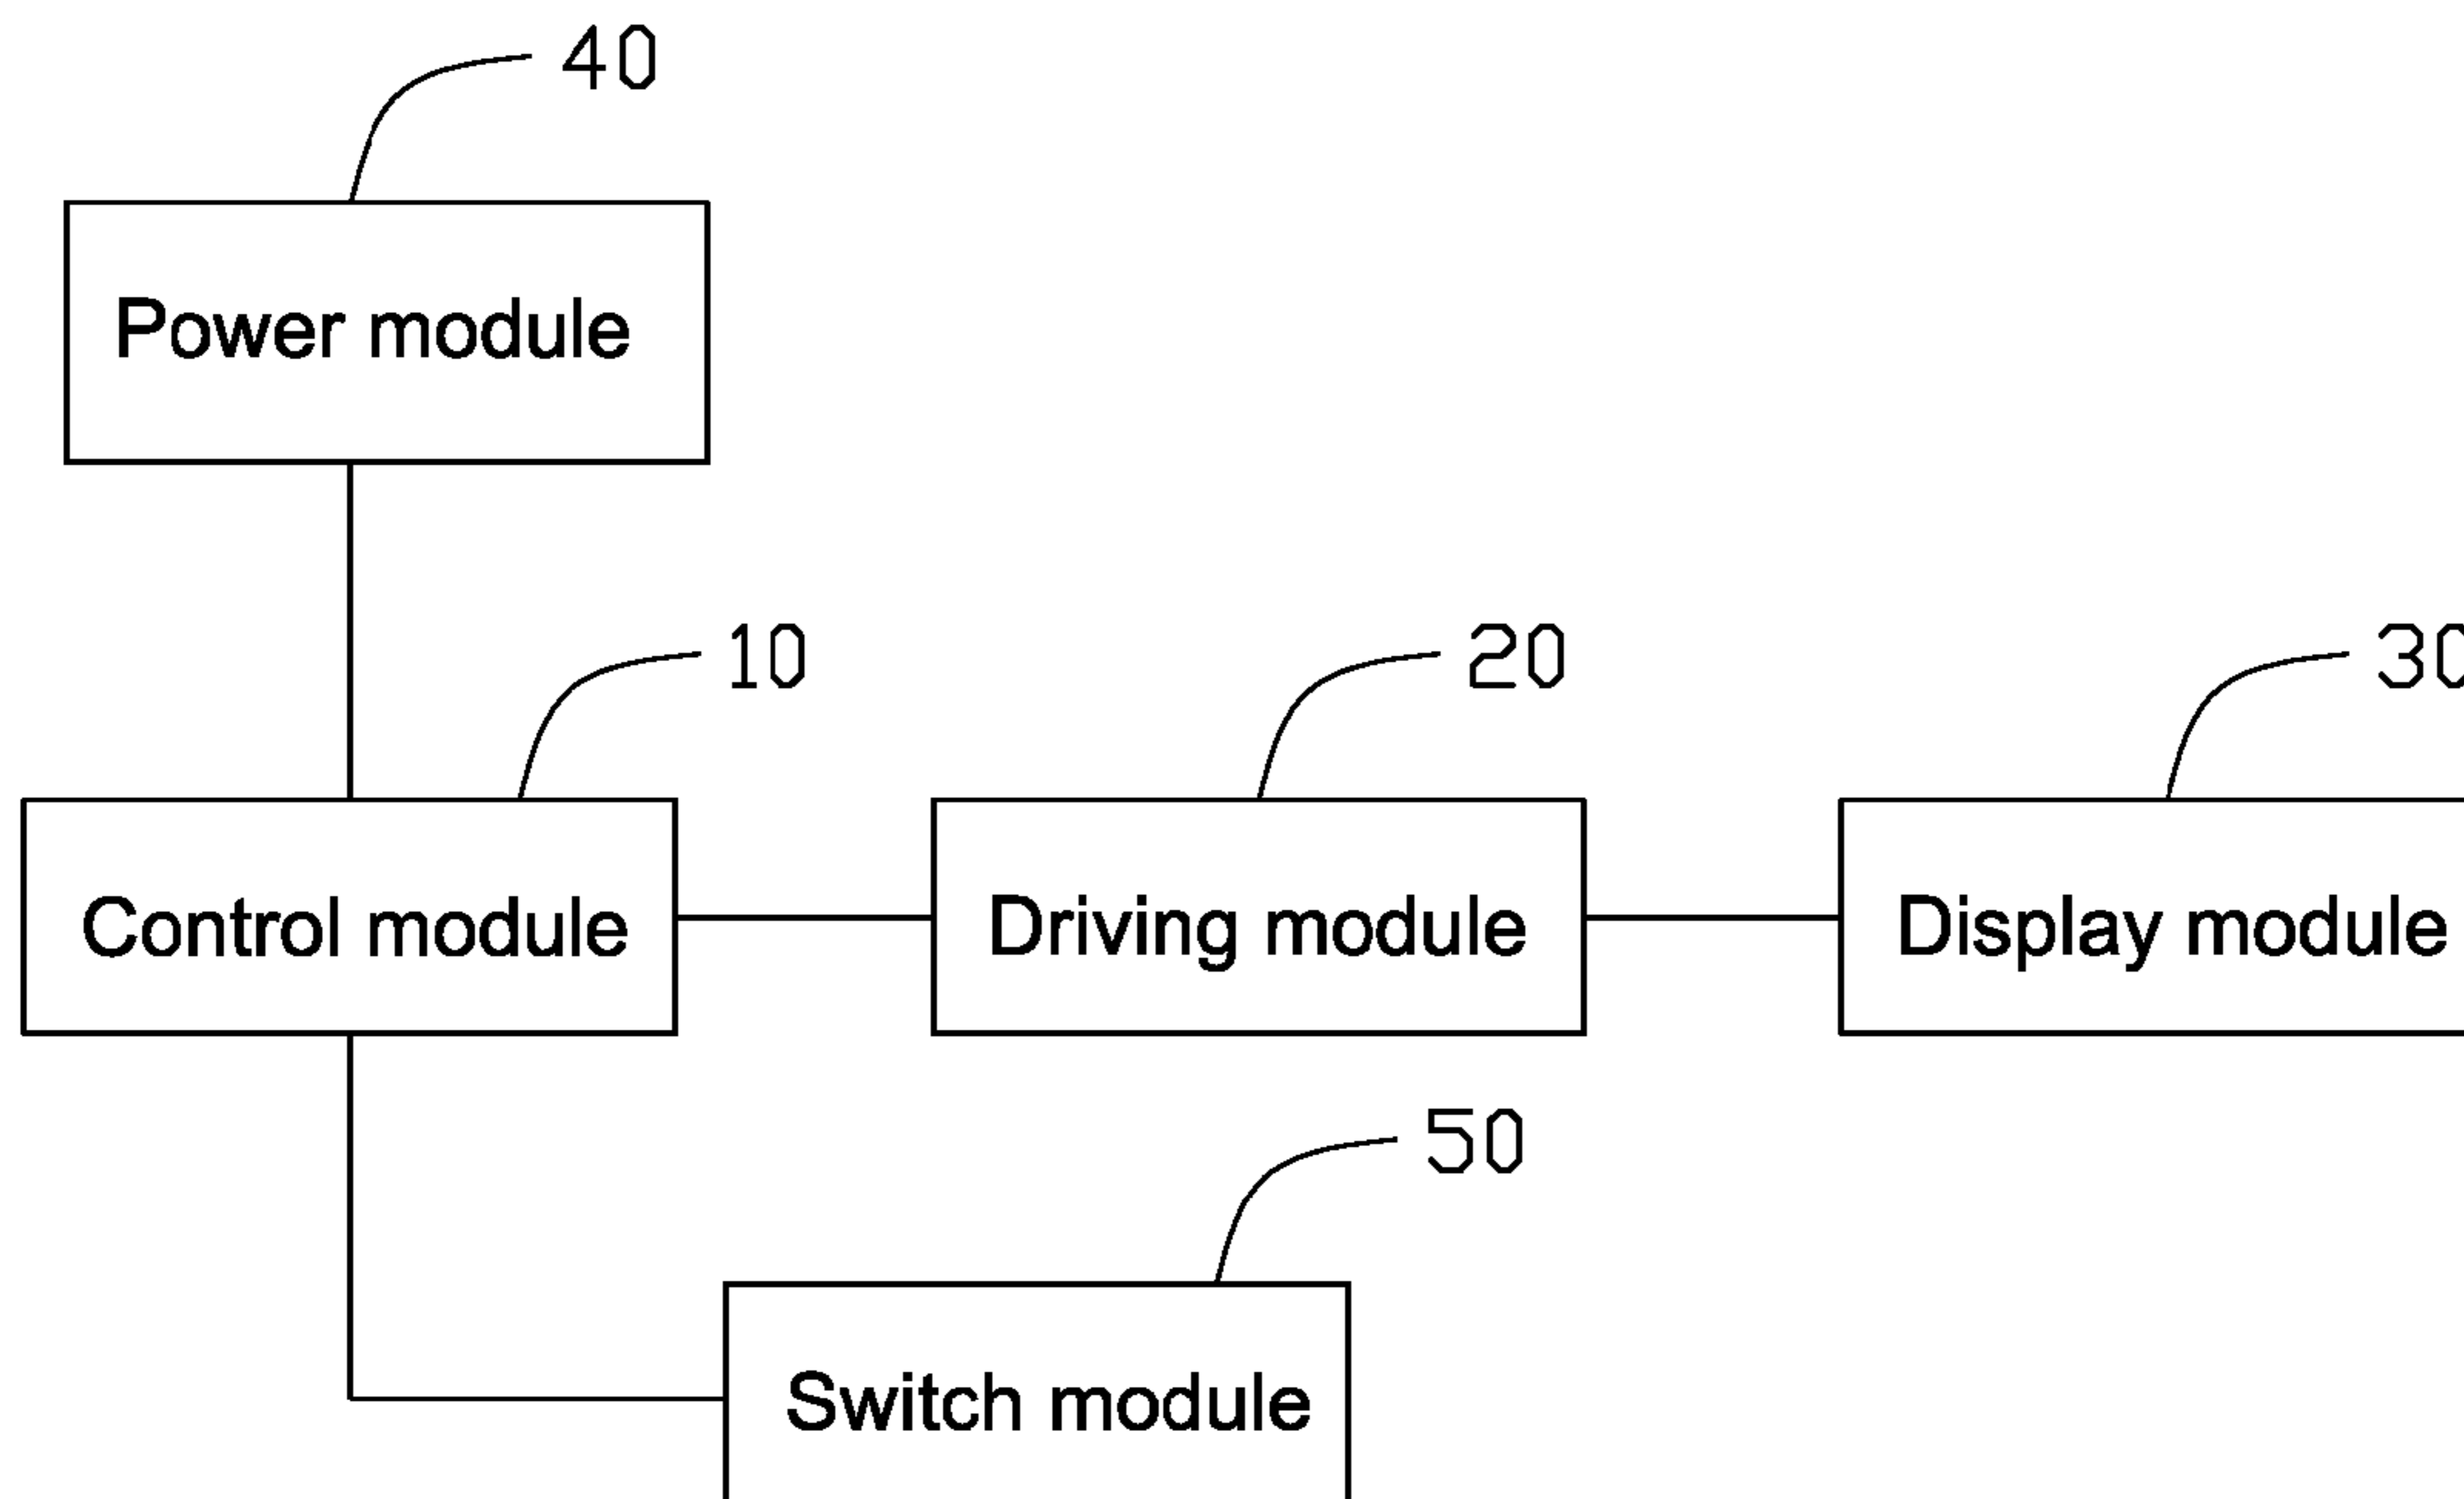 40
Power module
10
20
30
Control module
Driving module
Display module
50
Switch module